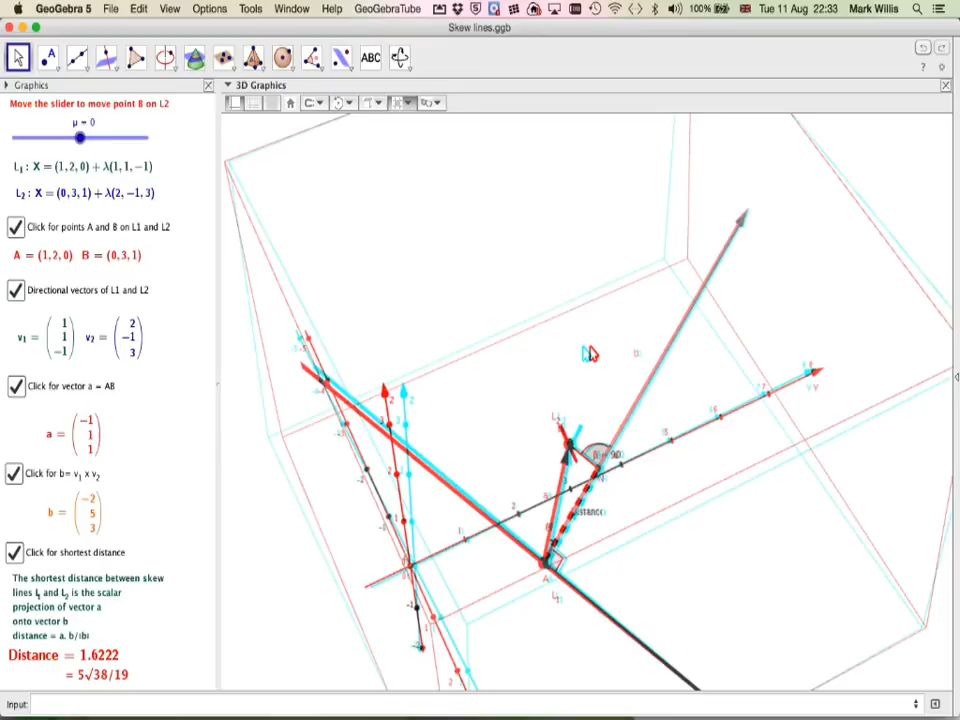 GeoGebra 5 File Edit View Options Tools Window Help GeoGebraTube 100% Tue 11 Aug 22:33 Mark Willis
Skew lines.ggb
ABC
Graphics
3D Graphics
Move the slider to move point B on L2
μ = 0
L₁ : X = (1, 2, 0) + λ(1, 1, −1)
L₂ : X = (0, 3, 1) + λ(2, −1, 3)
Click for points A and B on L1 and L2
A = (1, 2, 0) B = (0, 3, 1)
Directional vectors of L1 and L2
v₁ = (1 1 −1) v₂ = (2 −1 3)
Click for vector a = AB
a = (−1 1 1)
Click for b= v₁ x v₂
b = (−2 5 3)
Click for shortest distance
The shortest distance between skew
lines L₁ and L₂ is the scalar
projection of vector a
onto vector b
distance = a. b/|b|
Distance = 1.6222
= 5√38/19
distance
A
Input: